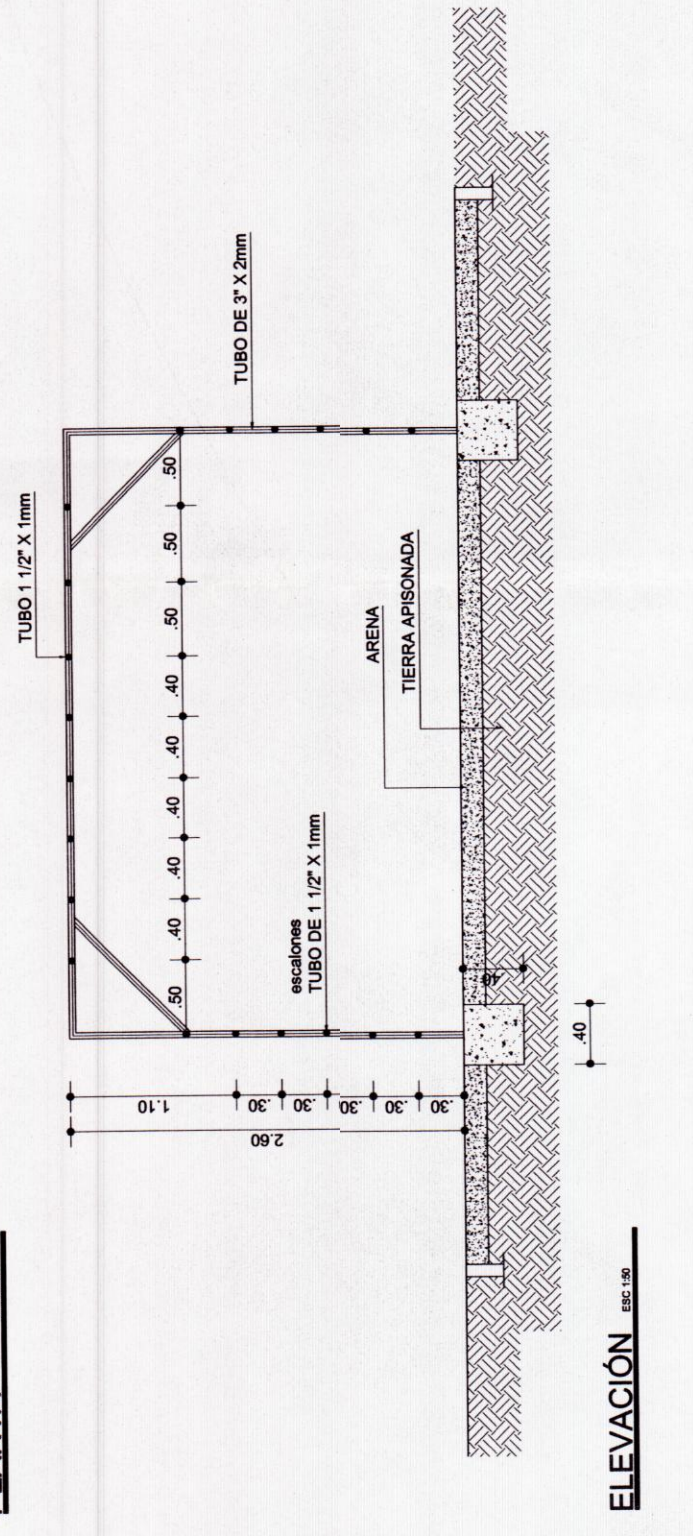 TUBO 1 1/2" X 1mm
TUBO DE 3" X 2mm
.50
.40
.40
.40
.40
.40
.50
.50
.50
escalones
TUBO DE 1 1/2" X 1mm
ARENA
TIERRA APISONADA
1.10
.30
.30
.30
.30
.30
2.60
.40
.40
ELEVACIÓN
ESC 1:50